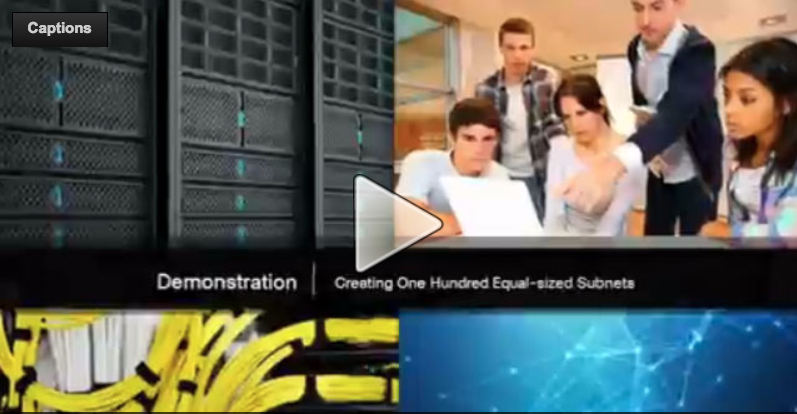 Captions
Demonstration | Creating One Hundred Equal-sized Subnets